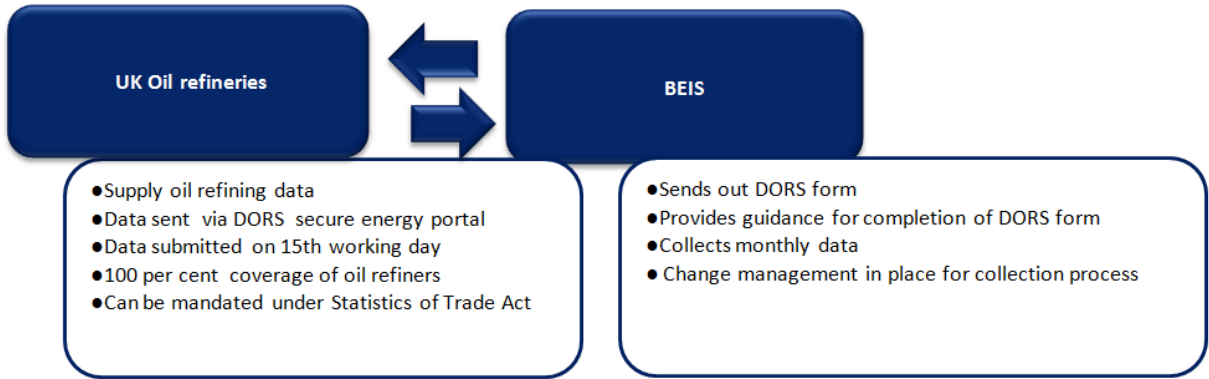 UK Oil refineries
BEIS
●Supply oil refining data
●Data sent via DORS secure energy portal
●Data submitted on 15th working day
●100 per cent coverage of oil refiners
●Can be mandated under Statistics of Trade Act
●Sends out DORS form
●Provides guidance for completion of DORS form
●Collects monthly data
● Change management in place for collection process